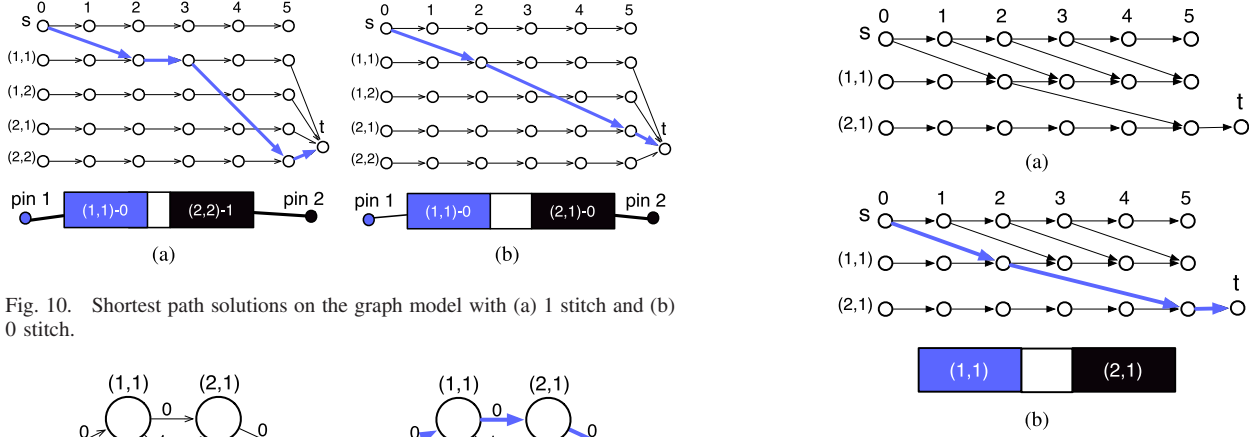 0 1 2 3 4 5
s
(1,1)
(1,2)
(2,1)
(2,2)
t
pin 1 (1,1)-0 (2,2)-1 pin 2
(a)
0 1 2 3 4 5
s
(1,1)
(1,2)
(2,1)
(2,2)
t
pin 1 (1,1)-0 (2,1)-0 pin 2
(b)
Fig. 10. Shortest path solutions on the graph model with (a) 1 stitch and (b)
0 stitch.
(1,1) (2,1)
0
0 0
(1,1) (2,1)
0
0 0
0 1 2 3 4 5
s
(1,1)
t
(2,1)
(a)
0 1 2 3 4 5
s
(1,1)
t
(2,1)
(1,1) (2,1)
(b)